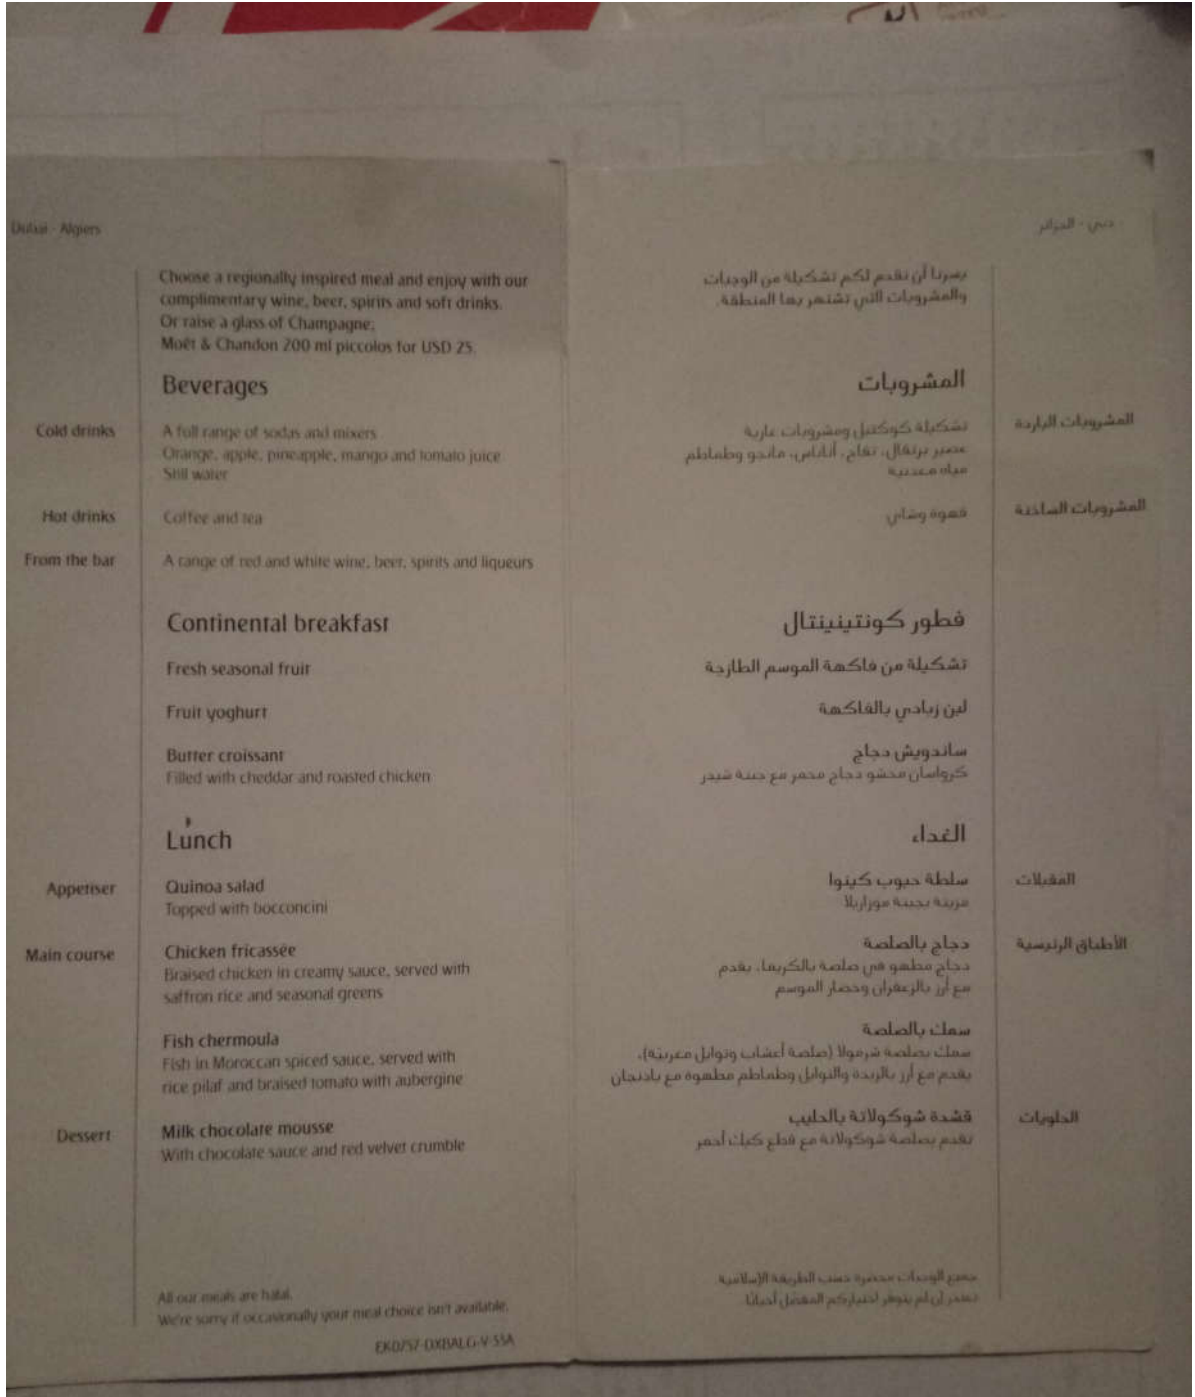 Dubai - Algiers
Choose a regionally inspired meal and enjoy with our
complimentary wine, beer, spirits and soft drinks.
Or raise a glass of Champagne;
Moët & Chandon 200 ml piccolos for USD 25.
Beverages
Cold drinks
A full range of sodas and mixers
Orange, apple, pineapple, mango and tomato juice
Still water
Hot drinks
Coffee and tea
From the bar
A range of red and white wine, beer, spirits and liqueurs
Continental breakfast
Fresh seasonal fruit
Fruit yoghurt
Butter croissant
Filled with cheddar and roasted chicken
Lunch
Appetiser
Quinoa salad
Topped with bocconcini
Main course
Chicken fricassée
Braised chicken in creamy sauce, served with
saffron rice and seasonal greens
Fish chermoula
Fish in Moroccan spiced sauce, served with
rice pilaf and braised tomato with aubergine
Dessert
Milk chocolate mousse
With chocolate sauce and red velvet crumble
All our meals are halal.
We're sorry if occasionally your meal choice isn't available.
EK0757-DXBALG-Y-SSA
دبي - الجزائر
يسرنا أن نقدم لكم تشكيلة من الوجبات
والمشروبات التي تشتهر بها المنطقة.
المشروبات
المشروبات الباردة
تشكيلة كوكتيل ومشروبات غازية
عصير برتقال، تفاح، أناناس، مانجو وطماطم
مياه معدنية
المشروبات الساخنة
قهوة وشاي
فطور كونتيننتال
تشكيلة من فاكهة الموسم الطازجة
لبن زبادي بالفاكهة
ساندويش دجاج
كرواسان محشو دجاج محمر مع جبنة شيدر
الغداء
المقبلات
سلطة حبوب كينوا
مزينة بجبنة موزاريلا
الأطباق الرئيسية
دجاج بالصلصة
دجاج مطهو في صلصة بالكريما، يقدم
مع أرز بالزعفران وخضار الموسم
سمك بالصلصة
سمك بصلصة شرمولا (صلصة أعشاب وتوابل مغربية)،
يقدم مع أرز بالزبدة والتوابل وطماطم مطهوة مع باذنجان
الحلويات
قشدة شوكولاتة بالحليب
تقدم بصلصة شوكولاتة مع قطع كيك أحمر
جميع الوجبات محضرة حسب الطريقة الإسلامية.
نعتذر إن لم يتوفر اختياركم المفضل أحيانًا.